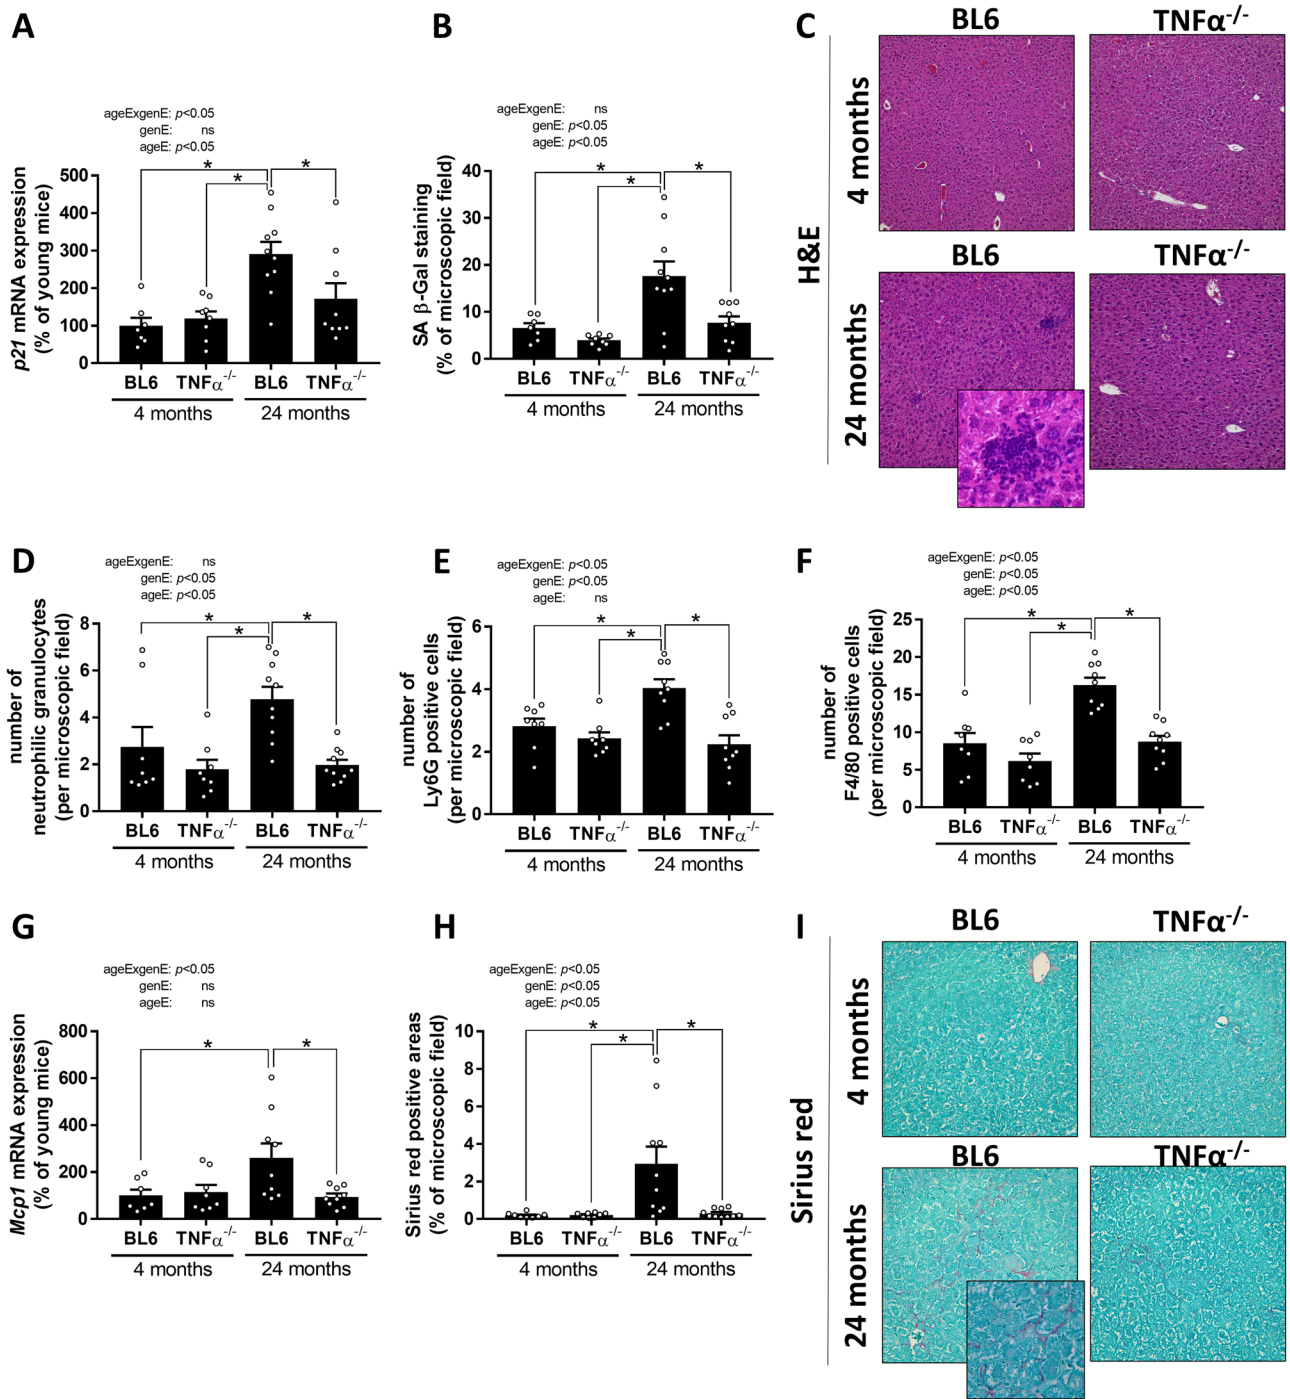 A
ageExgenE: p<0.05
genE: ns
ageE: p<0.05
p21 mRNA expression
(% of young mice)
500
400
300
200
100
0
*
*
*
BL6 TNFα-/- BL6 TNFα-/-
4 months 24 months
B
ageExgenE: ns
genE: p<0.05
ageE: p<0.05
SA β-Gal staining
(% of microscopic field)
40
30
20
10
0
*
*
*
BL6 TNFα-/- BL6 TNFα-/-
4 months 24 months
C
BL6 TNFα-/-
H&E
4 months
BL6 TNFα-/-
24 months
D
ageExgenE: ns
genE: p<0.05
ageE: p<0.05
number of
neutrophilic granulocytes
(per microscopic field)
8
6
4
2
0
*
*
*
BL6 TNFα-/- BL6 TNFα-/-
4 months 24 months
E
ageExgenE: p<0.05
genE: p<0.05
ageE: ns
number of
Ly6G positive cells
(per microscopic field)
6
4
2
0
*
*
*
BL6 TNFα-/- BL6 TNFα-/-
4 months 24 months
F
ageExgenE: p<0.05
genE: p<0.05
ageE: p<0.05
number of
F4/80 positive cells
(per microscopic field)
25
20
15
10
5
0
*
*
*
BL6 TNFα-/- BL6 TNFα-/-
4 months 24 months
G
ageExgenE: p<0.05
genE: ns
ageE: ns
Mcp1 mRNA expression
(% of young mice)
800
600
400
200
0
*
*
BL6 TNFα-/- BL6 TNFα-/-
4 months 24 months
H
ageExgenE: p<0.05
genE: p<0.05
ageE: p<0.05
Sirius red positive areas
(% of microscopic field)
10
8
6
4
2
0
*
*
*
BL6 TNFα-/- BL6 TNFα-/-
4 months 24 months
I
BL6 TNFα-/-
Sirius red
4 months
BL6 TNFα-/-
24 months